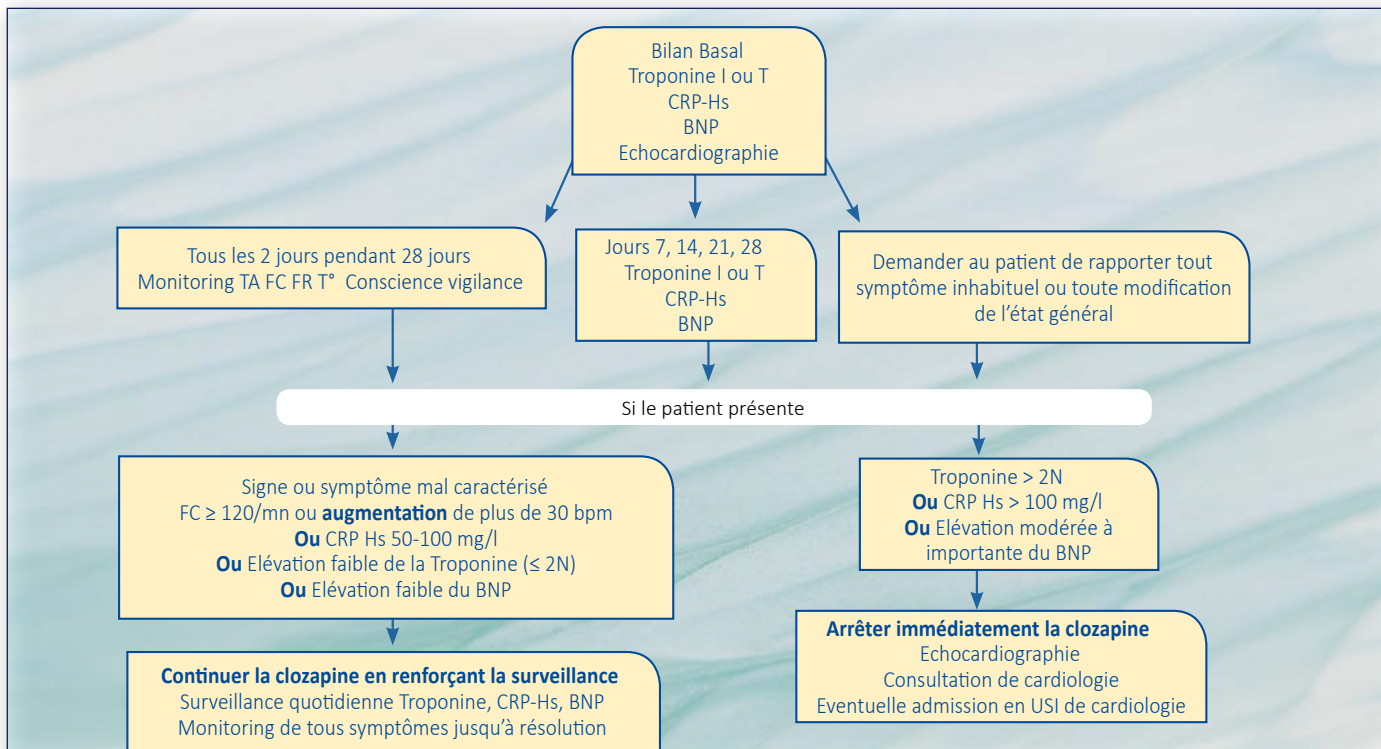 Bilan Basal
Troponine I ou T
CRP-Hs
BNP
Echocardiographie
Tous les 2 jours pendant 28 jours
Monitoring TA FC FR T° Conscience vigilance
Jours 7, 14, 21, 28
Troponine I ou T
CRP-Hs
BNP
Demander au patient de rapporter tout
symptôme inhabituel ou toute modification
de l’état général
Si le patient présente
Signe ou symptôme mal caractérisé
FC ≥ 120/mn ou augmentation de plus de 30 bpm
Ou CRP Hs 50-100 mg/l
Ou Elévation faible de la Troponine (≤ 2N)
Ou Elévation faible du BNP
Troponine > 2N
Ou CRP Hs > 100 mg/l
Ou Elévation modérée à
importante du BNP
Continuer la clozapine en renforçant la surveillance
Surveillance quotidienne Troponine, CRP-Hs, BNP
Monitoring de tous symptômes jusqu’à résolution
Arrêter immédiatement la clozapine
Echocardiographie
Consultation de cardiologie
Eventuelle admission en USI de cardiologie